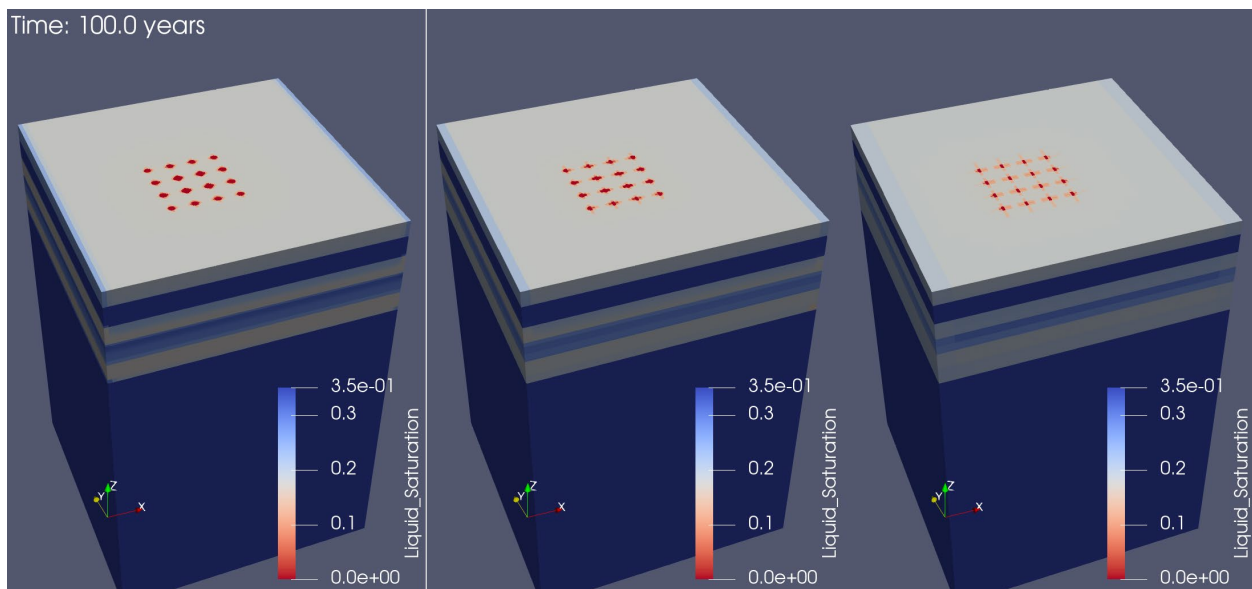 Time: 100.0 years
3.5e-01
0.3
0.2
0.1
0.0e+00
Liquid_Saturation
Z
Y
X
3.5e-01
0.3
0.2
0.1
0.0e+00
Liquid_Saturation
Z
Y
X
3.5e-01
0.3
0.2
0.1
0.0e+00
Liquid_Saturation
Z
Y
X